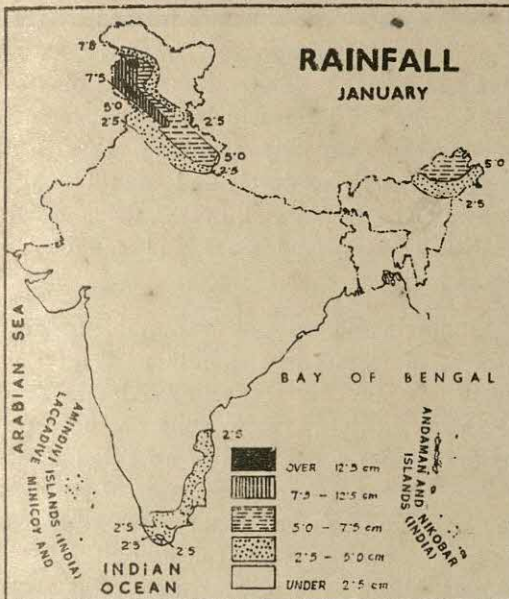 RAINFALL
JANUARY
7·8
7·5
5·0
2·5
2·5
5·0
2·5
5·0
2·5
ARABIAN SEA
BAY OF BENGAL
AMINDIVI ISLANDS (INDIA)
LACCADIVE MINICOY AND
ANDAMAN AND NIKOBAR
ISLANDS (INDIA)
2·5
2·5
2·5
2·5
INDIAN
OCEAN
OVER 12·5 cm
7·5 - 12·5 cm
5·0 - 7·5 cm
2·5 - 5·0 cm
UNDER 2·5 cm